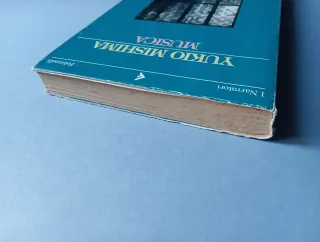 YUKIO MISHIMA
MUSICA
I Narratori
Feltrinelli